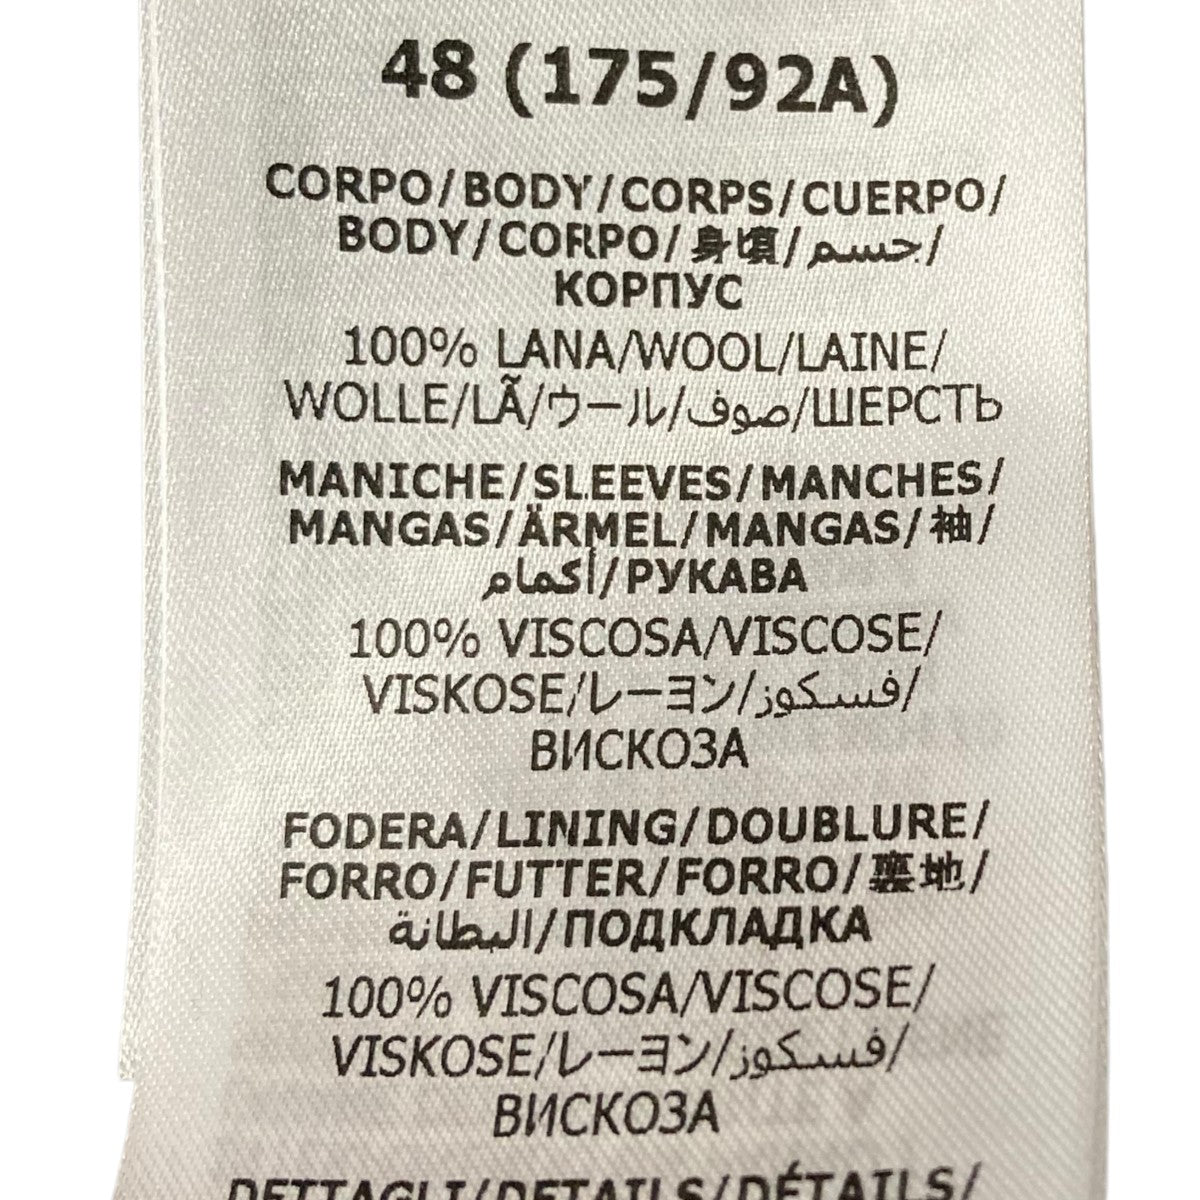 48 (175/92A)
CORPO/BODY/CORPS/CUERPO/
BODY/CORPO/身頃/جسم/
КОРПУС
100% LANA/WOOL/LAINE/
WOLLE/LÃ/ウール/صوف/ШЕРСТЬ
MANICHE/SLEEVES/MANCHES/
MANGAS/ÄRMEL/MANGAS/袖/
أكمام/РУКАВА
100% VISCOSA/VISCOSE/
VISKOSE/レーヨン/فسكوز/
ВИСКОЗА
FODERA/LINING/DOUBLURE/
FORRO/FUTTER/FORRO/裏地/
البطانة/ПОДКЛАДКА
100% VISCOSA/VISCOSE/
VISKOSE/レーヨン/فسكوز/
ВИСКОЗА
DETTAGLI/DETAILS/DÉTAILS/